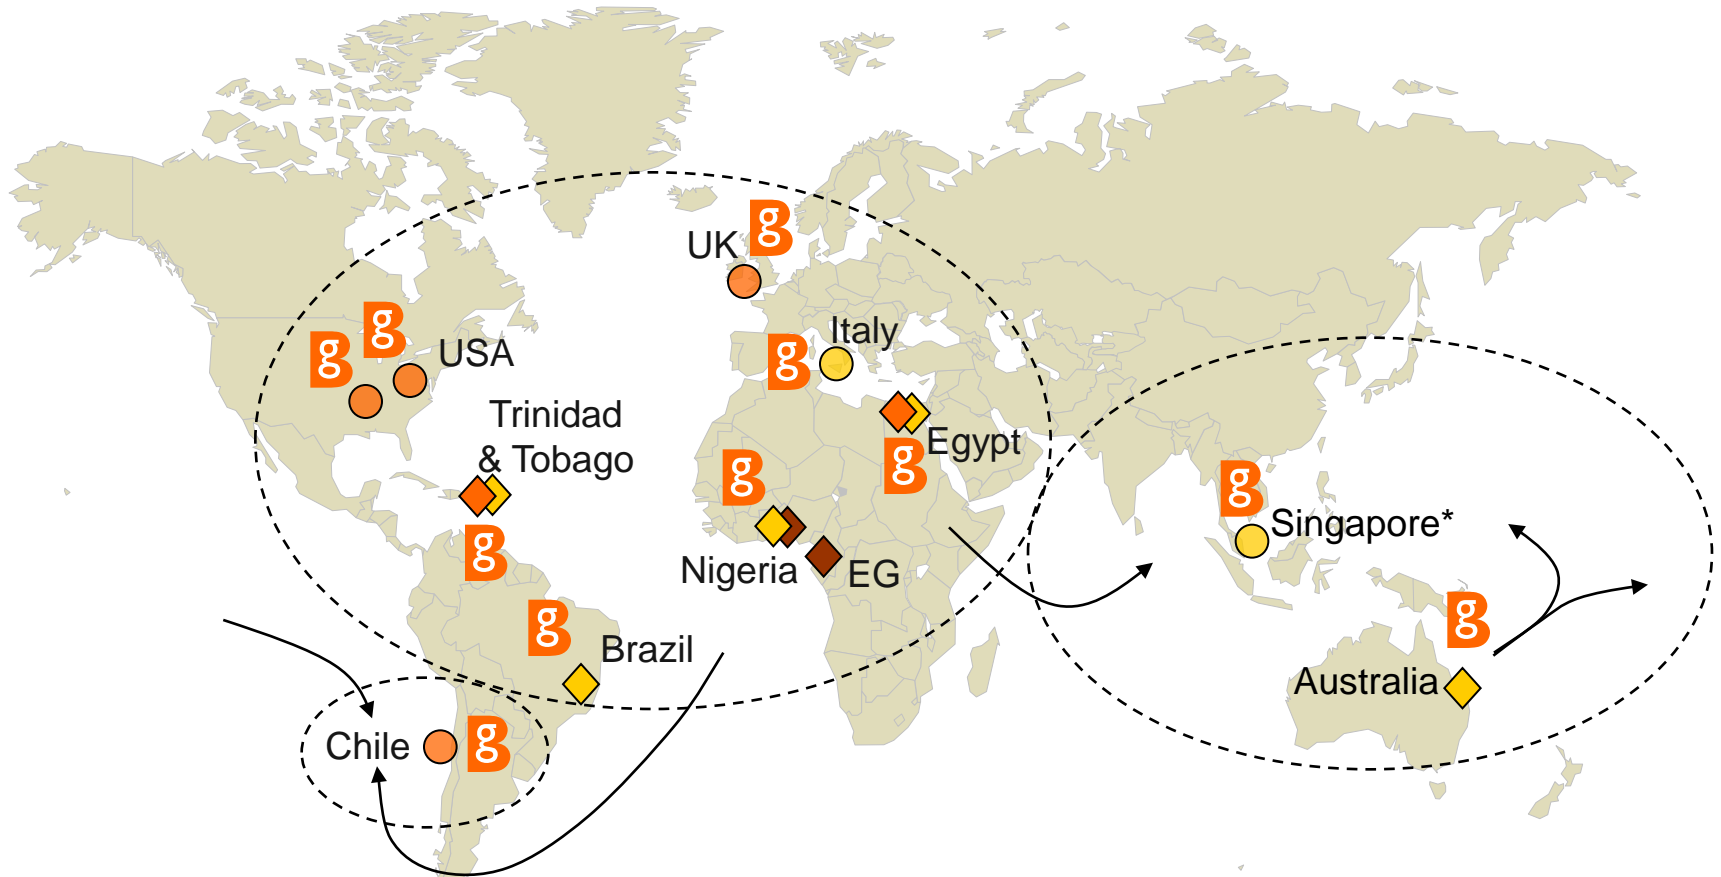 UK
Italy
USA
Trinidad
& Tobago
Egypt
Singapore*
Nigeria
EG
Brazil
Australia
Chile
g
g
g
g
g
g
g
g
g
g
g